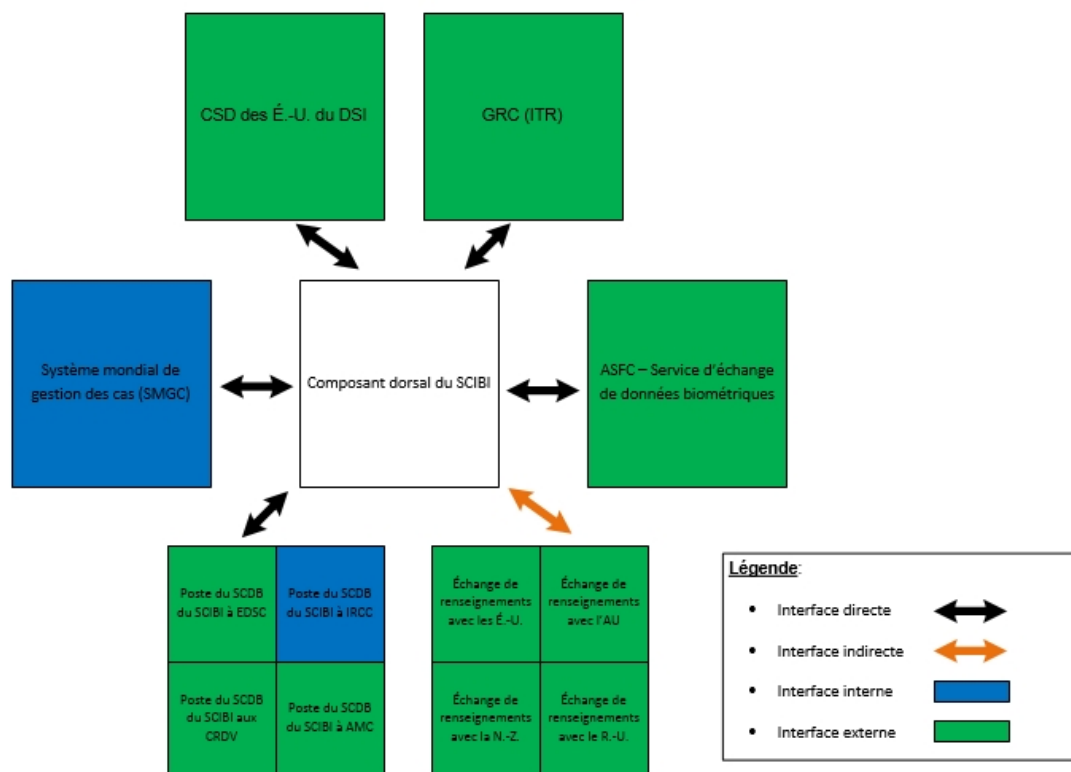 CSD des É.-U. du DSI
GRC (ITR)
Système mondial de
gestion des cas (SMGC)
Composant dorsal du SCIBI
ASFC – Service d'échange
de données biométriques
Poste du SCDB
du SCIBI à EDSC
Poste du SCDB
du SCIBI à IRCC
Poste du SCDB
du SCIBI aux
CRDV
Poste du SCDB
du SCIBI à AMC
Échange de
renseignements
avec les É.-U.
Échange de
renseignements
avec l'AU
Échange de
renseignements
avec la N.-Z.
Échange de
renseignements
avec le R.-U.
Légende:
• Interface directe
• Interface indirecte
• Interface interne
• Interface externe